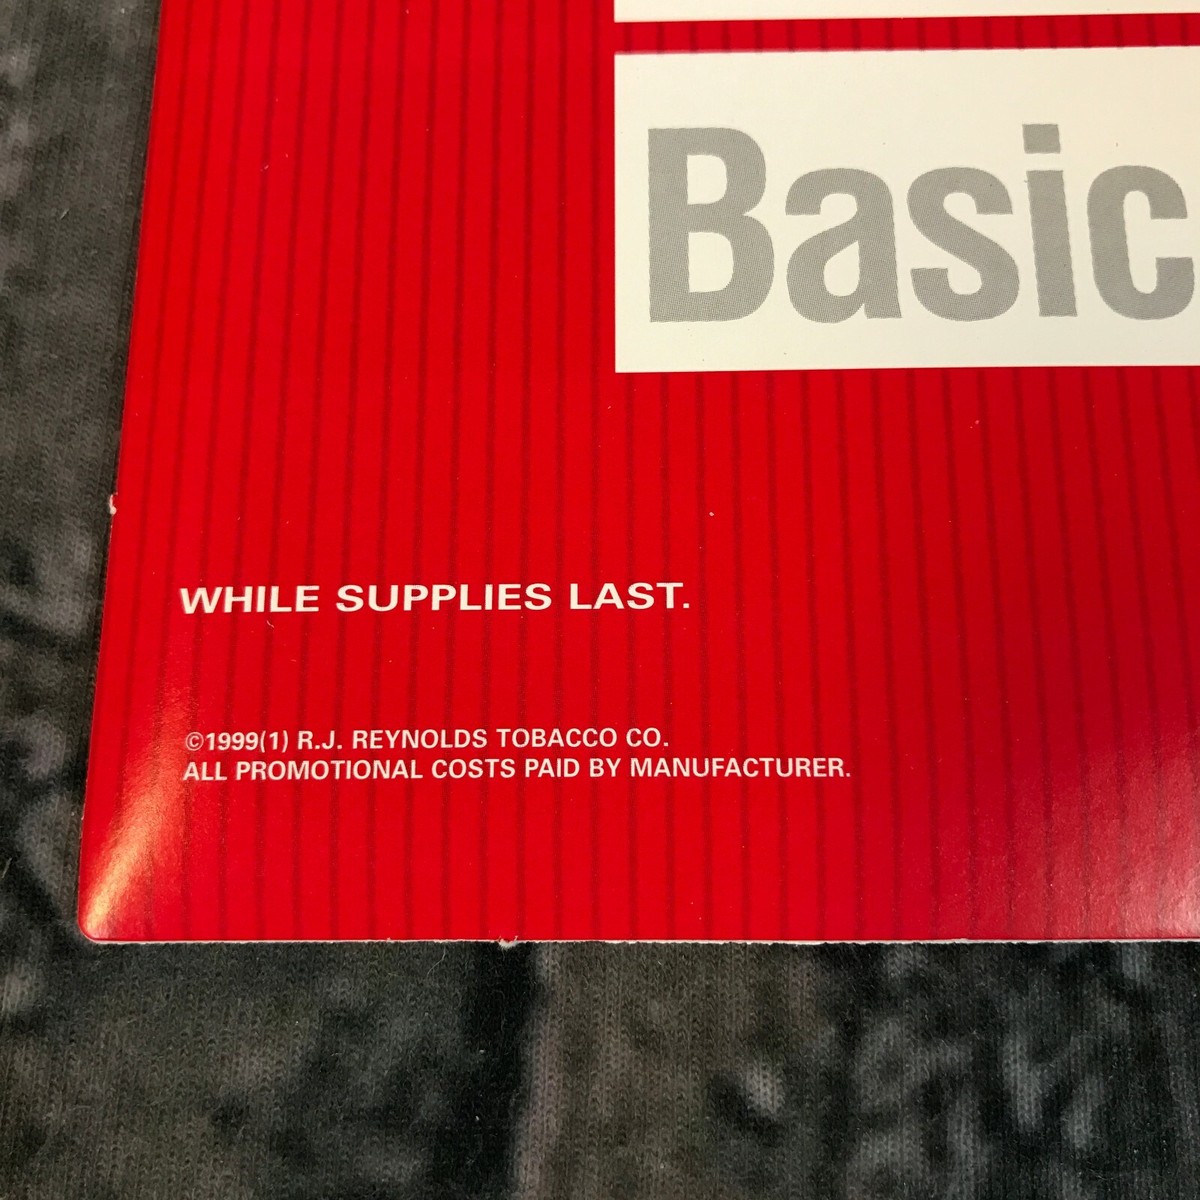 Basic
WHILE SUPPLIES LAST.
©1999(1) R.J. REYNOLDS TOBACCO CO.
ALL PROMOTIONAL COSTS PAID BY MANUFACTURER.